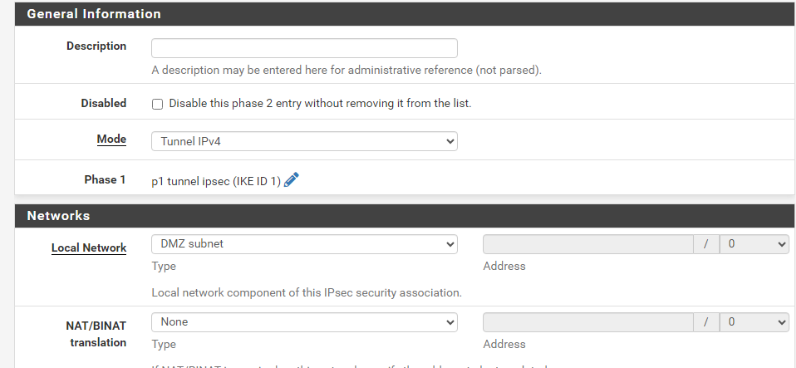 General Information
Description
A description may be entered here for administrative reference (not parsed).
Disabled Disable this phase 2 entry without removing it from the list.
Mode Tunnel IPv4
Phase 1 p1 tunnel ipsec (IKE ID 1)
Networks
Local Network DMZ subnet / 0
Type Address
Local network component of this IPsec security association.
NAT/BINAT translation None / 0
Type Address